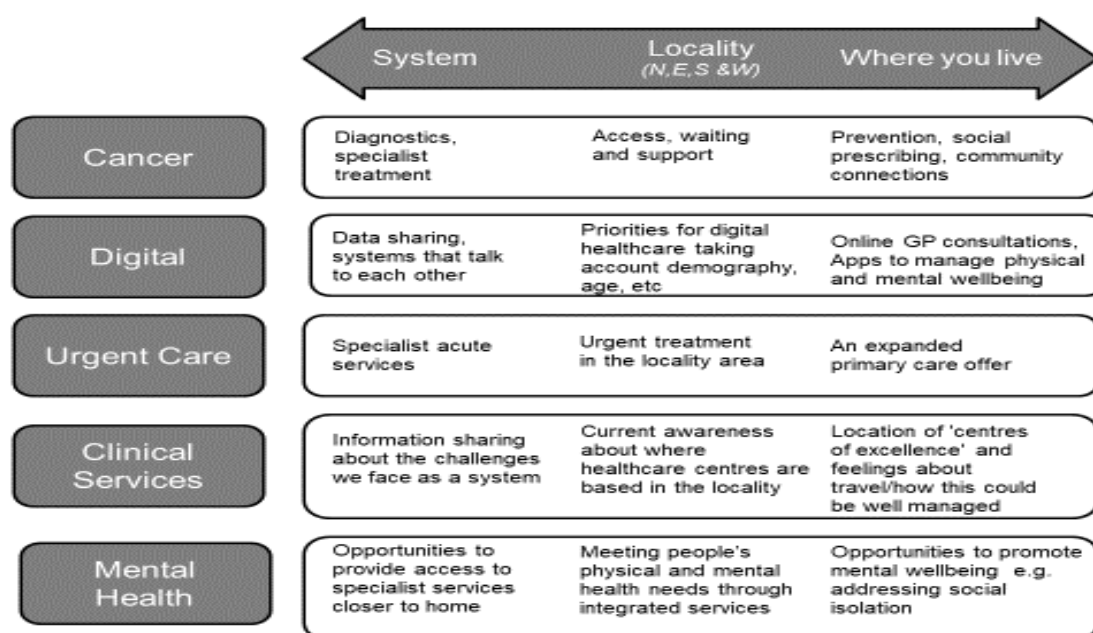 System
Locality
(N,E,S &W)
Where you live
Cancer
Diagnostics,
specialist
treatment
Access, waiting
and support
Prevention, social
prescribing, community
connections
Digital
Data sharing,
systems that talk
to each other
Priorities for digital
healthcare taking
account demography,
age, etc
Online GP consultations,
Apps to manage physical
and mental wellbeing
Urgent Care
Specialist acute
services
Urgent treatment
in the locality area
An expanded
primary care offer
Clinical
Services
Information sharing
about the challenges
we face as a system
Current awareness
about where
healthcare centres are
based in the locality
Location of 'centres
of excellence' and
feelings about
travel/how this could
be well managed
Mental
Health
Opportunities to
provide access to
specialist services
closer to home
Meeting people's
physical and mental
health needs through
integrated services
Opportunities to promote
mental wellbeing e.g.
addressing social
isolation